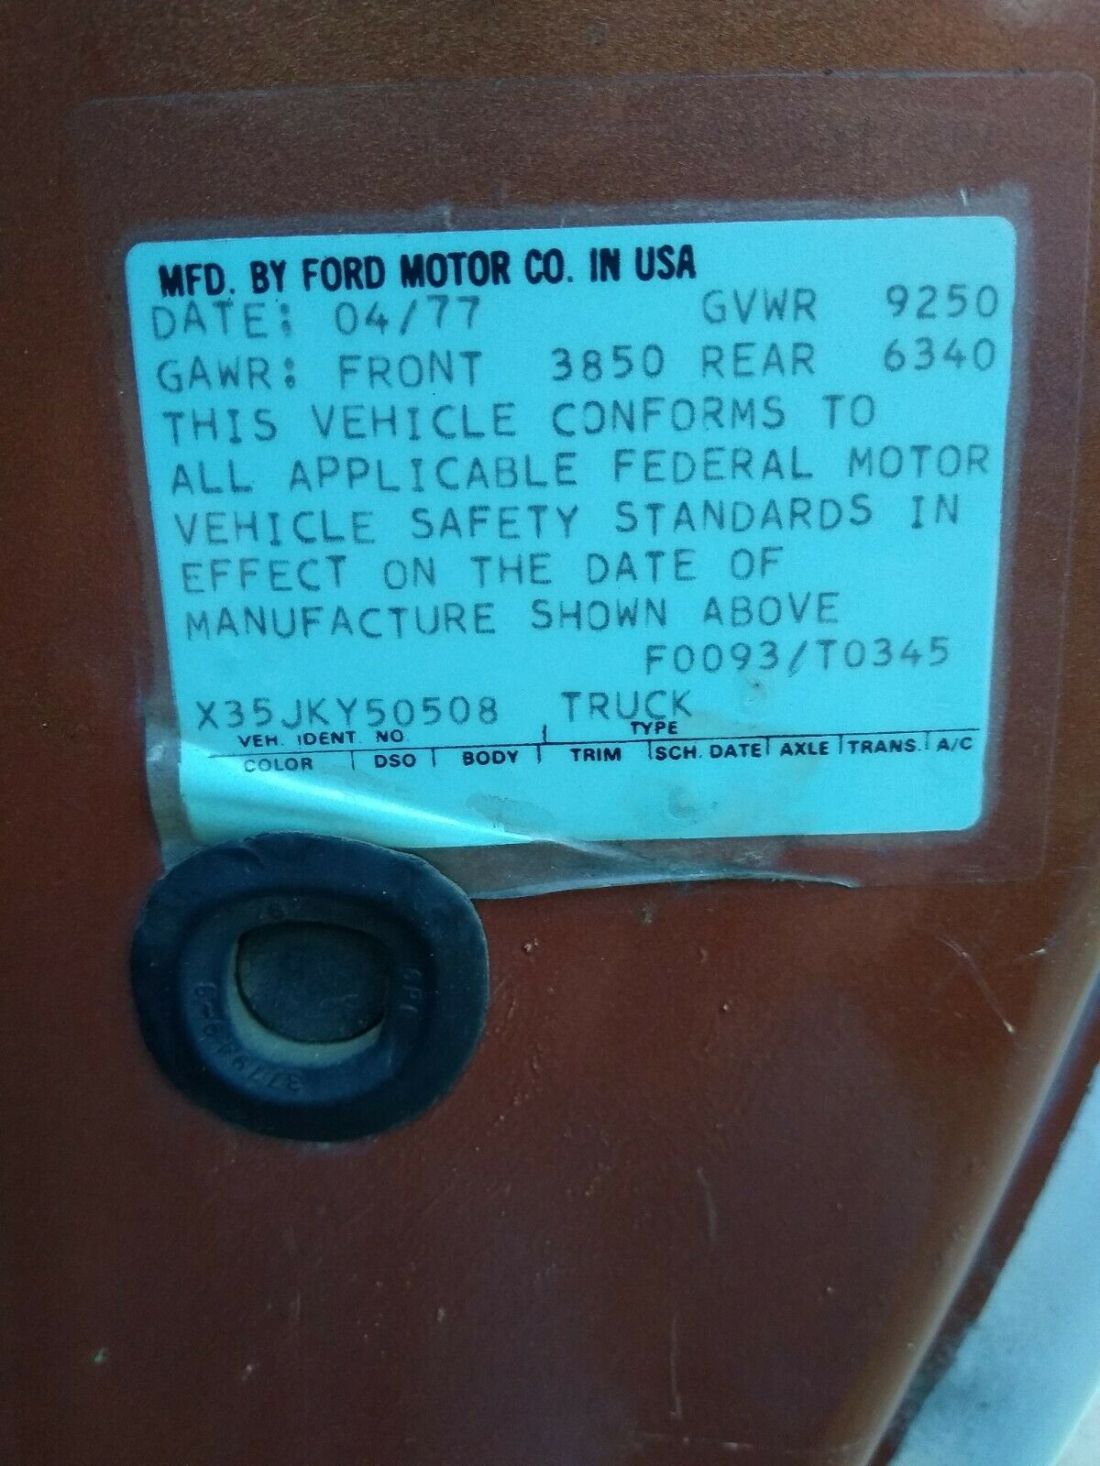 MFD. BY FORD MOTOR CO. IN USA
DATE: 04/77 GVWR 9250
GAWR: FRONT 3850 REAR 6340
THIS VEHICLE CONFORMS TO
ALL APPLICABLE FEDERAL MOTOR
VEHICLE SAFETY STANDARDS IN
EFFECT ON THE DATE OF
MANUFACTURE SHOWN ABOVE
F0093/T0345
X35JKY50508 TRUCK
VEH. IDENT. NO. TYPE
COLOR DSO BODY TRIM SCH. DATE AXLE TRANS. A/C